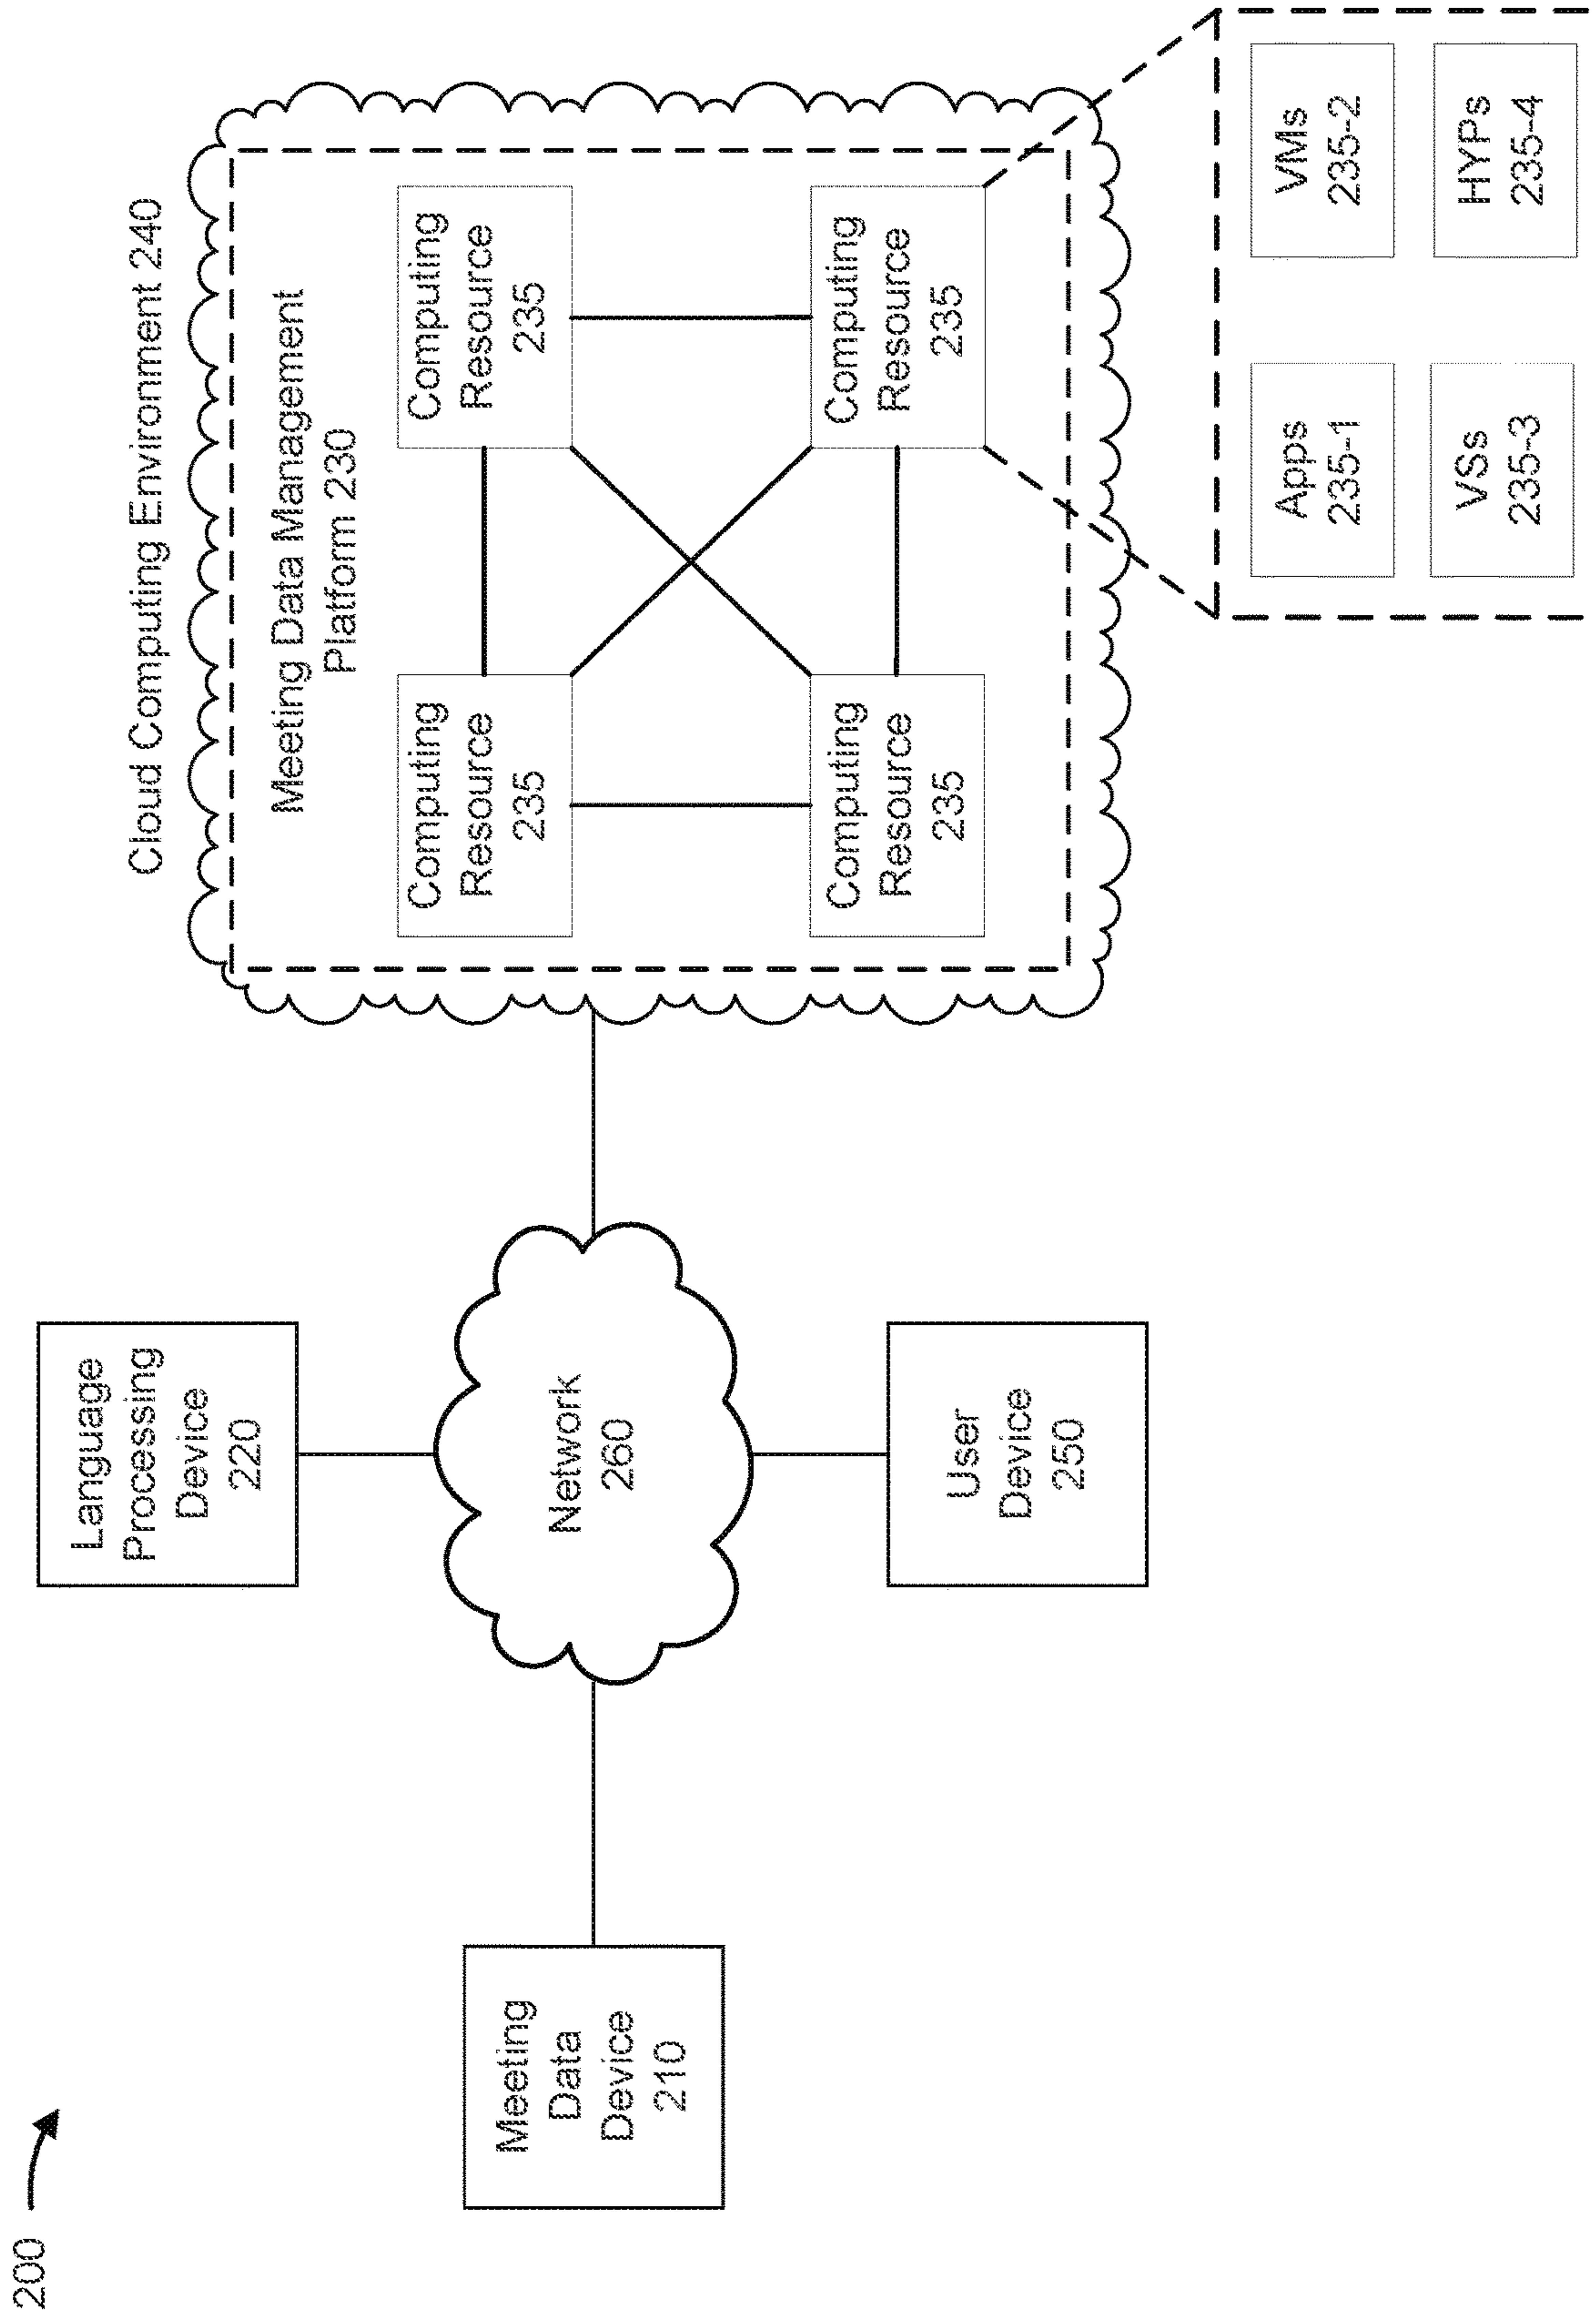 200
Cloud Computing Environment 240
Language
Processing
Device
220
Meeting Data Management
Platform 230
Computing
Resource
235
Computing
Resource
235
Meeting
Data
Device
210
Network
260
Computing
Resource
235
Computing
Resource
235
User
Device
250
Apps
235-1
VMs
235-2
VSs
235-3
HYPs
235-4